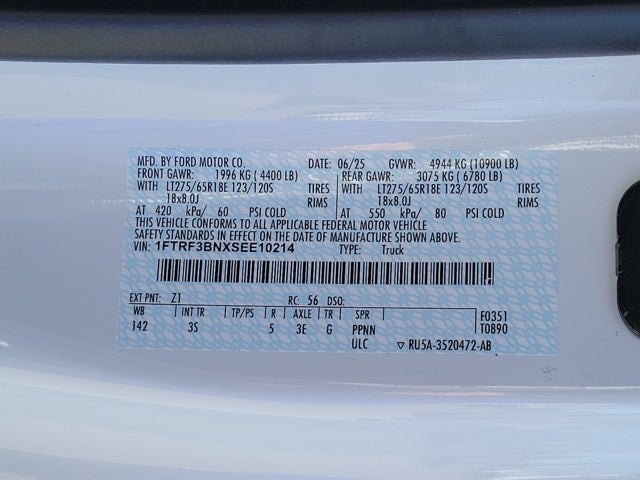 MFD. BY FORD MOTOR CO. DATE: 06/25 GVWR: 4944 KG (10900 LB)
FRONT GAWR: 1996 KG ( 4400 LB) REAR GAWR: 3075 KG ( 6780 LB)
WITH LT275/65R18E 123/120S TIRES WITH LT275/65R18E 123/120S TIRES
18x8.0J RIMS 18x8.0J RIMS
AT 420 kPa/ 60 PSI COLD AT 550 kPa/ 80 PSI COLD
THIS VEHICLE CONFORMS TO ALL APPLICABLE FEDERAL MOTOR VEHICLE
SAFETY STANDARDS IN EFFECT ON THE DATE OF MANUFACTURE SHOWN ABOVE.
VIN: 1FTRF3BNXSEE10214 TYPE: Truck
EXT PNT: Z1 RC: 56 DSO:
WB INT TR TP/PS R AXLE TR SPR F0351
142 3S 5 3E G PPNN T0890
ULC ▽ RU5A-3520472-AB